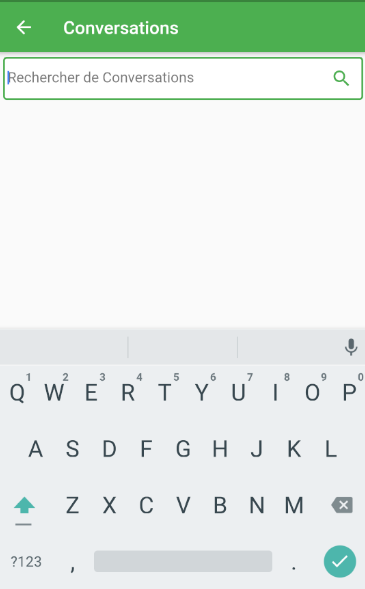 Conversations
Rechercher de Conversations
1 2 3 4 5 6 7 8 9 0
Q W E R T Y U I O P
A S D F G H J K L
Z X C V B N M
?123 , .